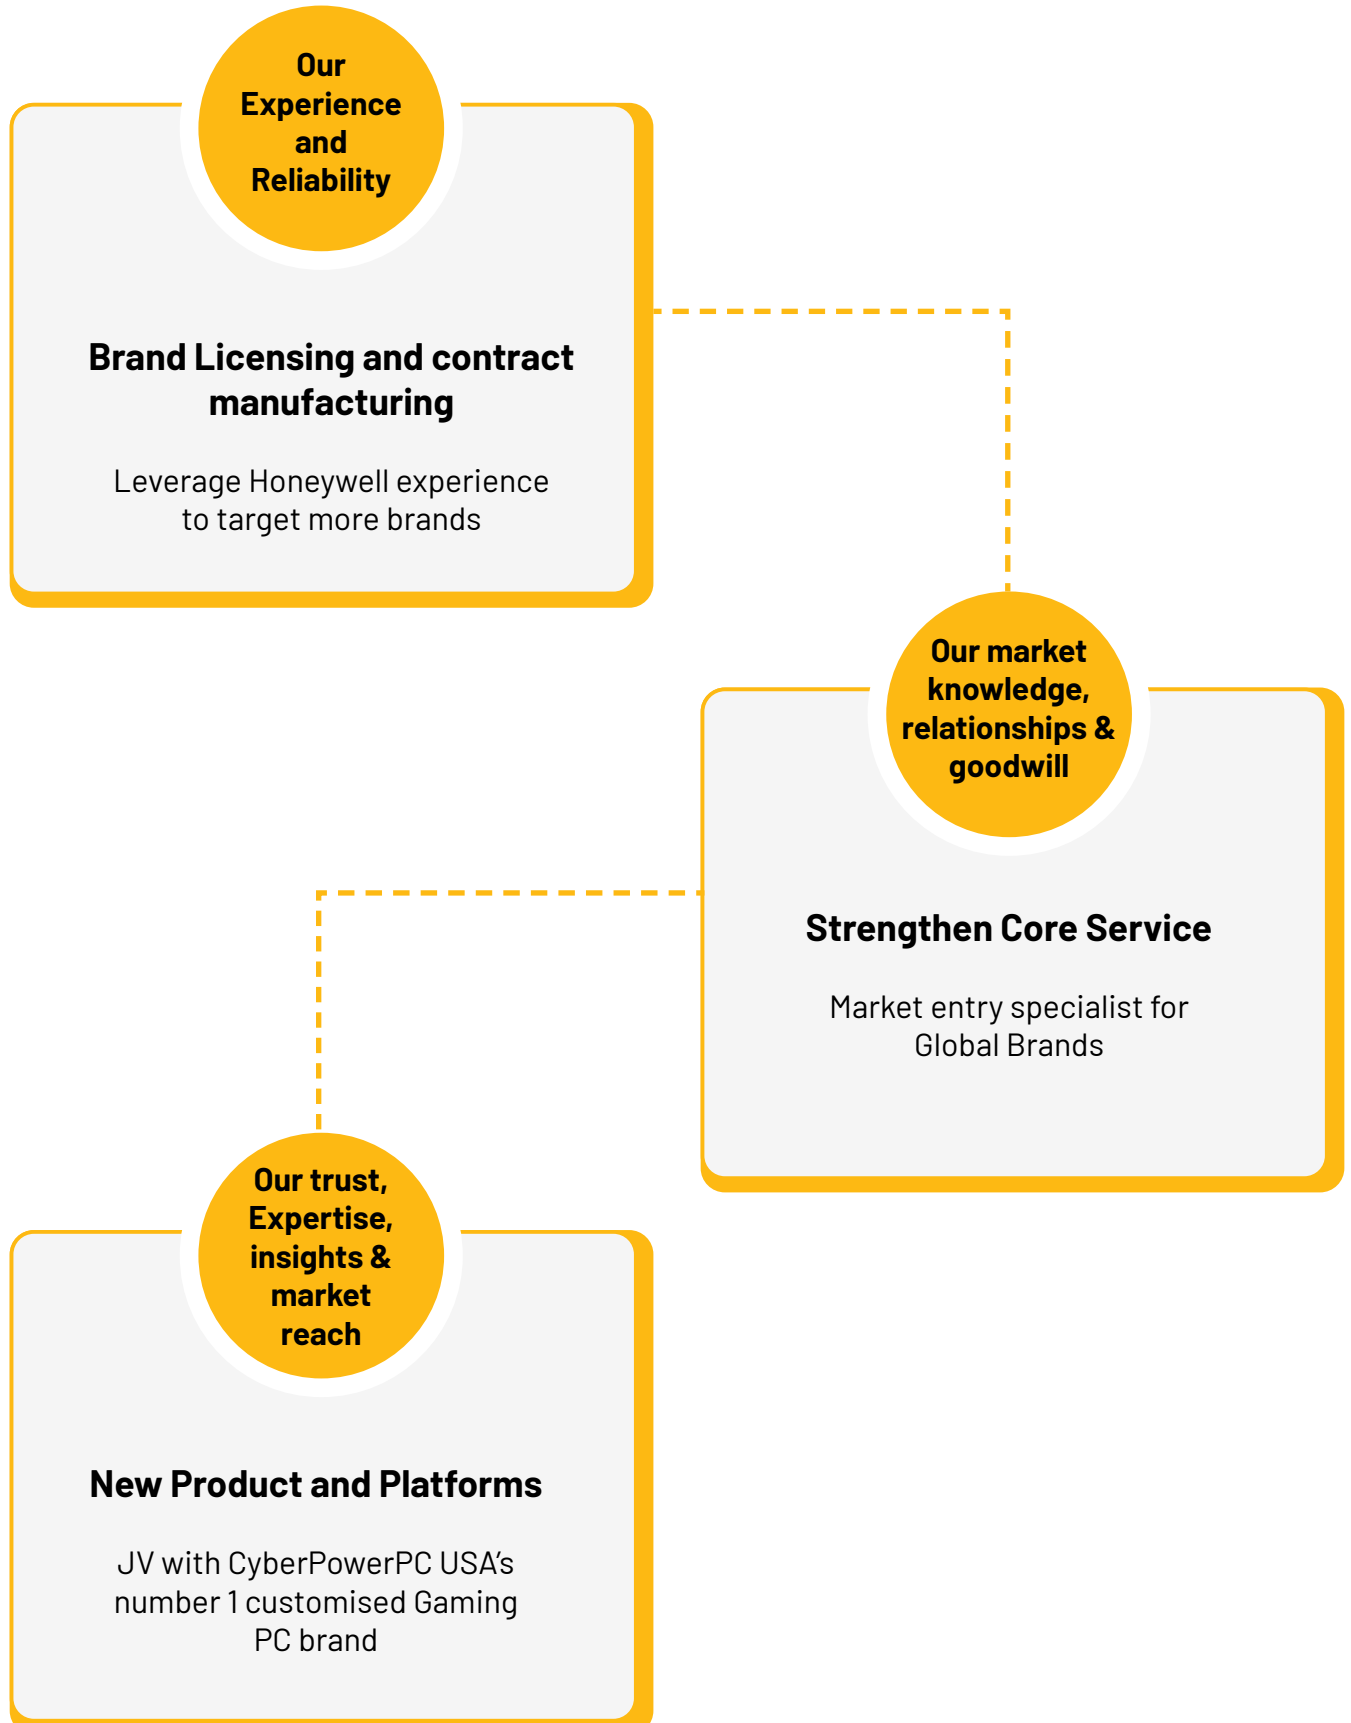 Our
Experience
and
Reliability
Brand Licensing and contract
manufacturing
Leverage Honeywell experience
to target more brands
Our market
knowledge,
relationships &
goodwill
Strengthen Core Service
Market entry specialist for
Global Brands
Our trust,
Expertise,
insights &
market
reach
New Product and Platforms
JV with CyberPowerPC USA's
number 1 customised Gaming
PC brand